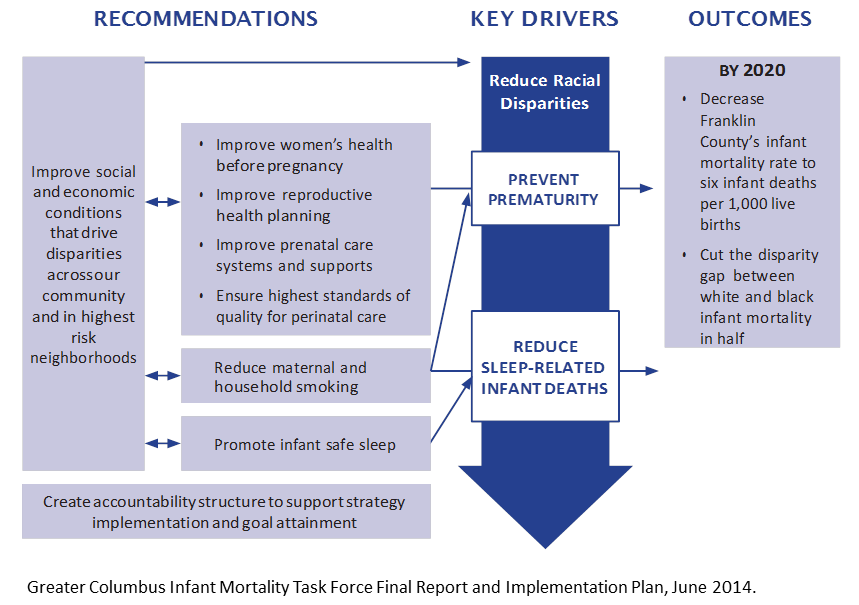 RECOMMENDATIONS
KEY DRIVERS
OUTCOMES
Improve social
and economic
conditions
that drive
disparities
acrossour
community
and in highest
risk
neighborhoods
• Improve women’s health
before pregnancy
• Improve reproductive
health planning
• Improve prenatal care
systems and supports
• Ensure highest standards of
quality for perinatal care
Reduce maternal and
household smoking
Promote infant safe sleep
Create accountability structure to support strategy
implementation and goal attainment
Reduce Racial
Disparities
PREVENT
PREMATURITY
REDUCE
SLEEP-RELATED
INFANT DEATHS
BY 2020
• Decrease
Franklin
County’s infant
mortality rate to
six infant deaths
per 1,000 live
births
• Cut the disparity
gap between
white and black
infant mortality
in half
Greater Columbus Infant Mortality Task Force Final Report and Implementation Plan, June 2014.